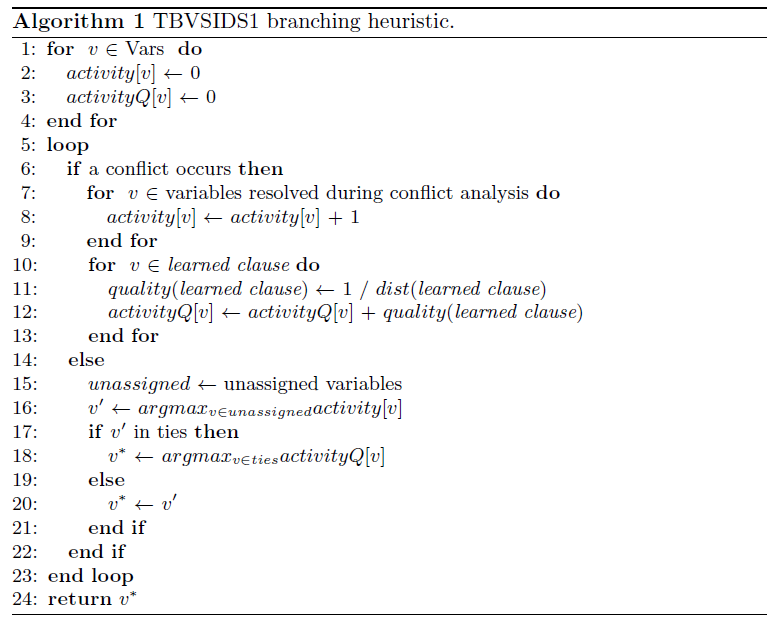 Algorithm 1 TBVSIDS1 branching heuristic.
1: for v ∈ Vars do
2: activity[v] ← 0
3: activityQ[v] ← 0
4: end for
5: loop
6: if a conflict occurs then
7: for v ∈ variables resolved during conflict analysis do
8: activity[v] ← activity[v] + 1
9: end for
10: for v ∈ learned clause do
11: quality(learned clause) ← 1 / dist(learned clause)
12: activityQ[v] ← activityQ[v] + quality(learned clause)
13: end for
14: else
15: unassigned ← unassigned variables
16: v′ ← argmaxᵥ∈unassigned activity[v]
17: if v′ in ties then
18: v* ← argmaxᵥ∈ties activityQ[v]
19: else
20: v* ← v′
21: end if
22: end if
23: end loop
24: return v*